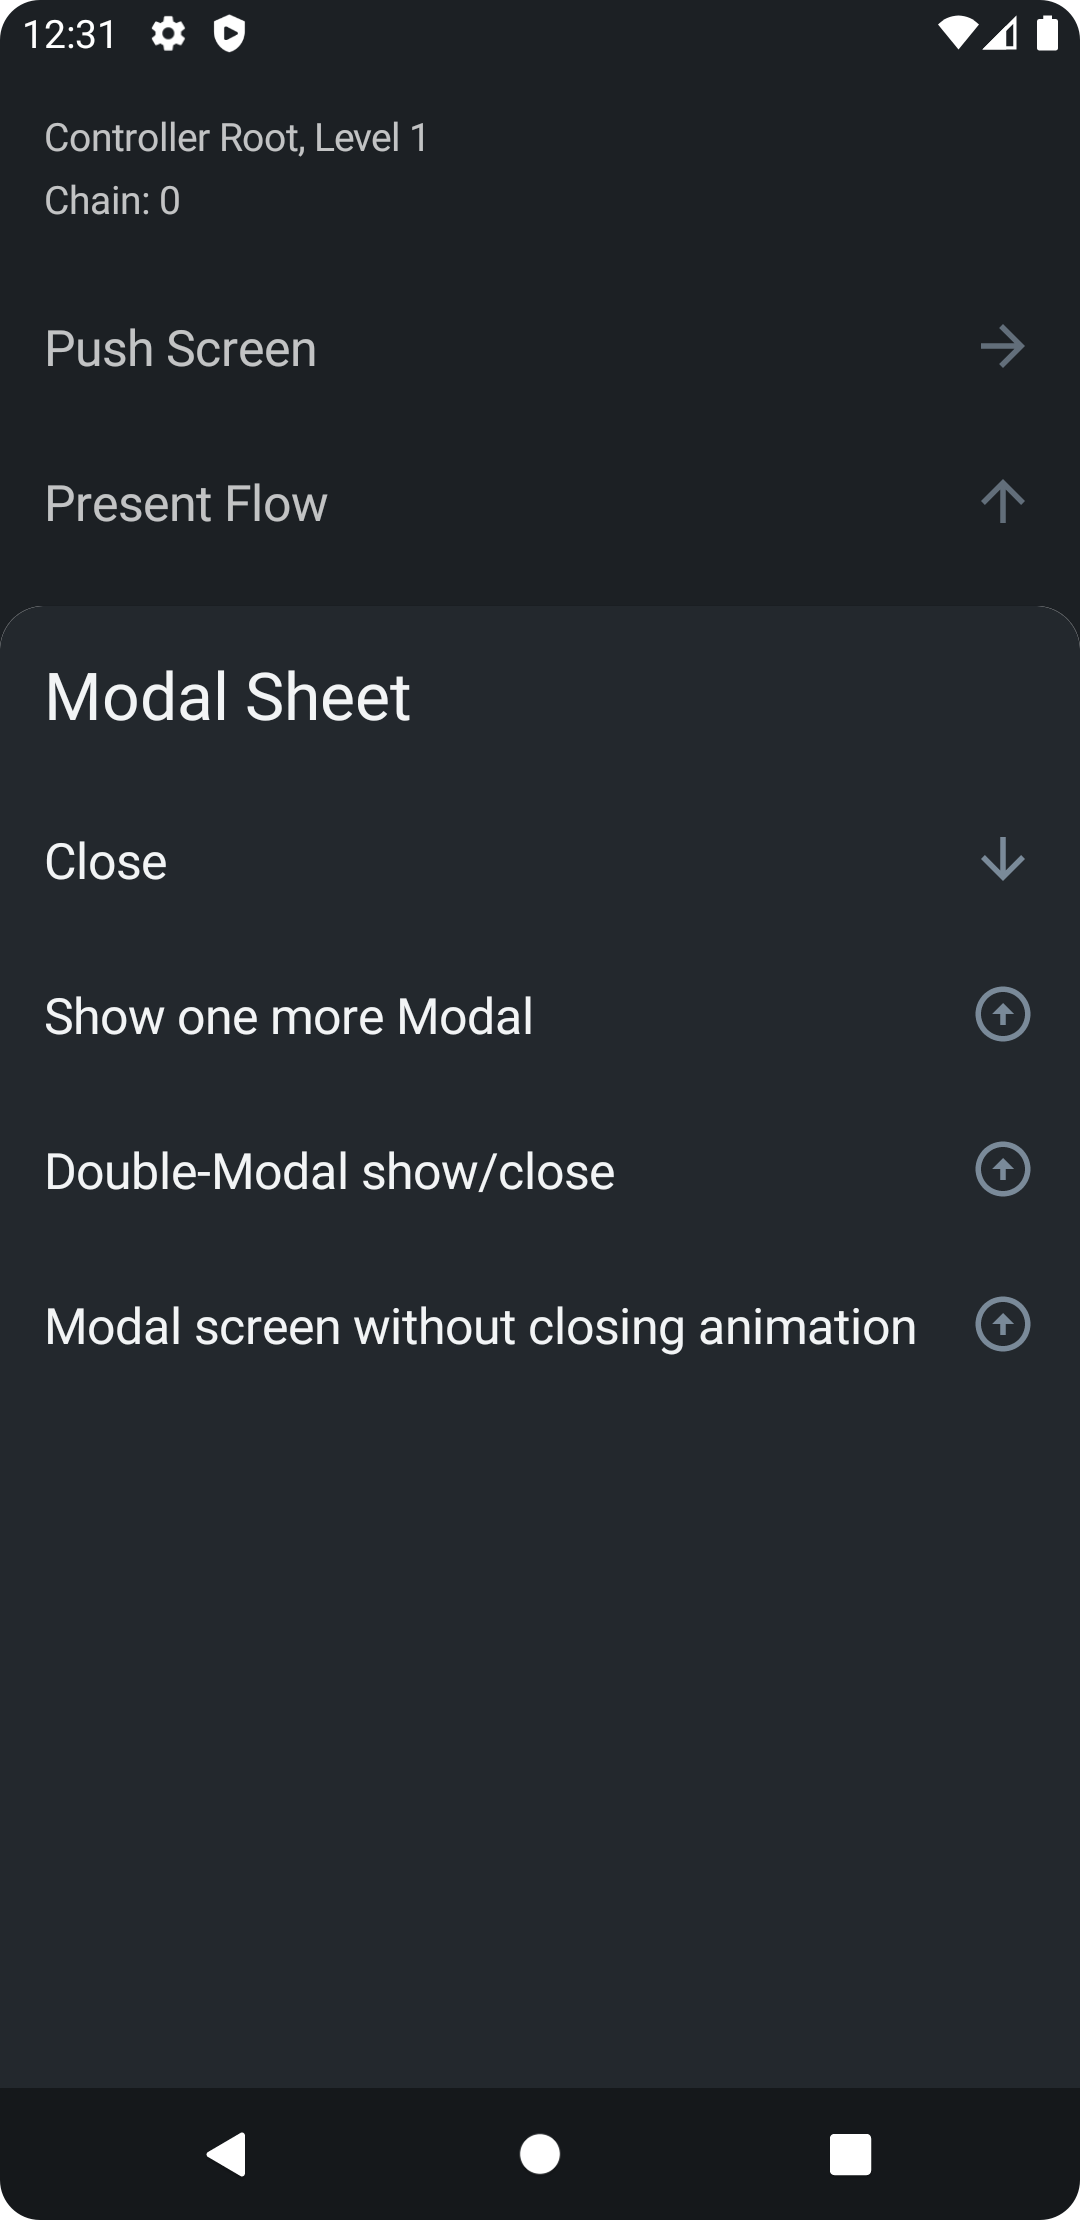 12:31
Controller Root, Level 1
Chain: 0
Push Screen
Present Flow
Modal Sheet
Close
Show one more Modal
Double-Modal show/close
Modal screen without closing animation